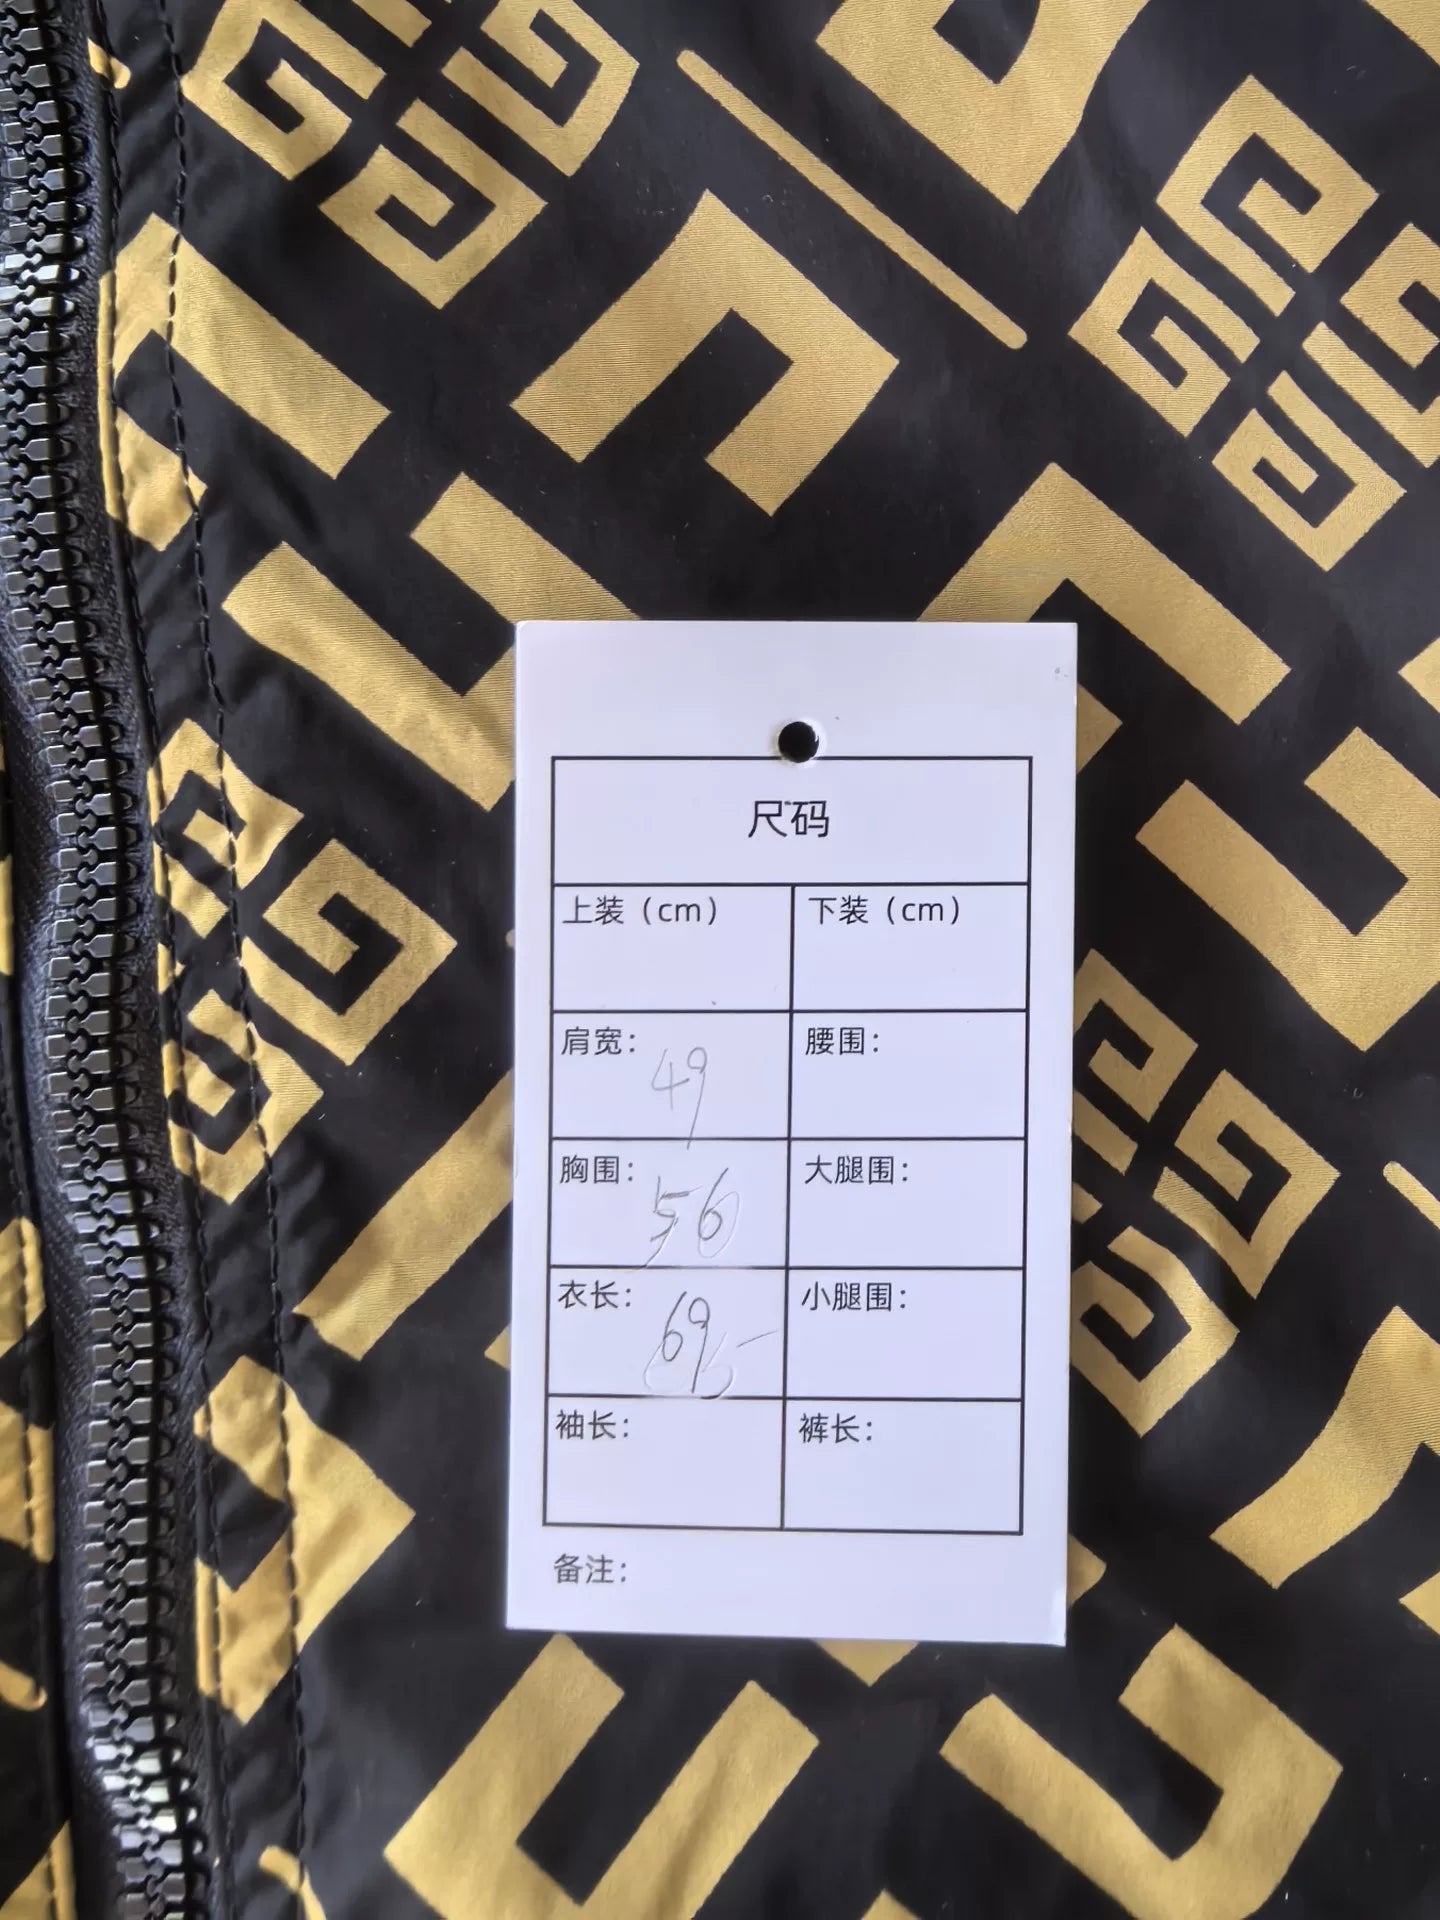 尺码
上装（cm） 下装（cm）
肩宽： 49 腰围：
胸围： 56 大腿围：
衣长： 69 小腿围：
袖长： 裤长：
备注：